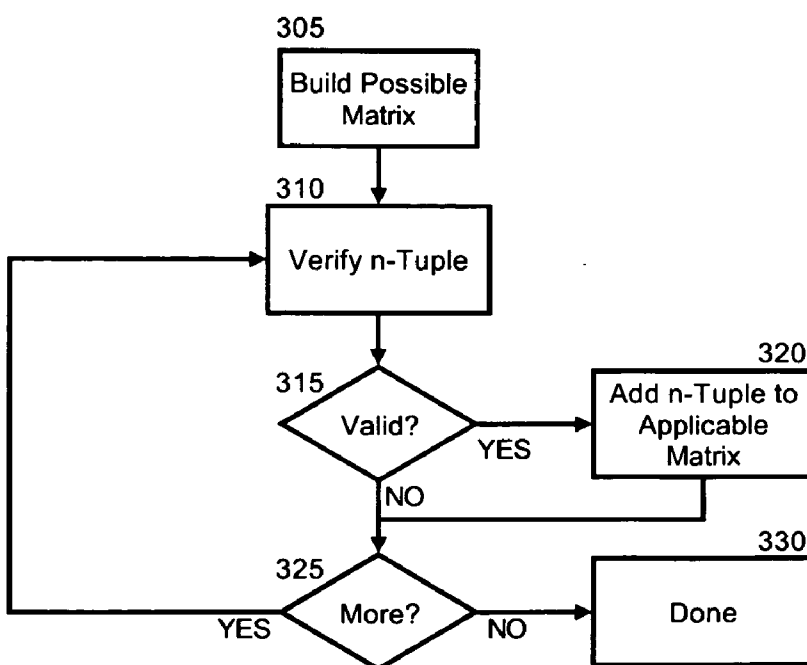 305
Build Possible
Matrix
310
Verify n-Tuple
315
Valid?
YES
NO
320
Add n-Tuple to
Applicable
Matrix
325
More?
YES
NO
330
Done